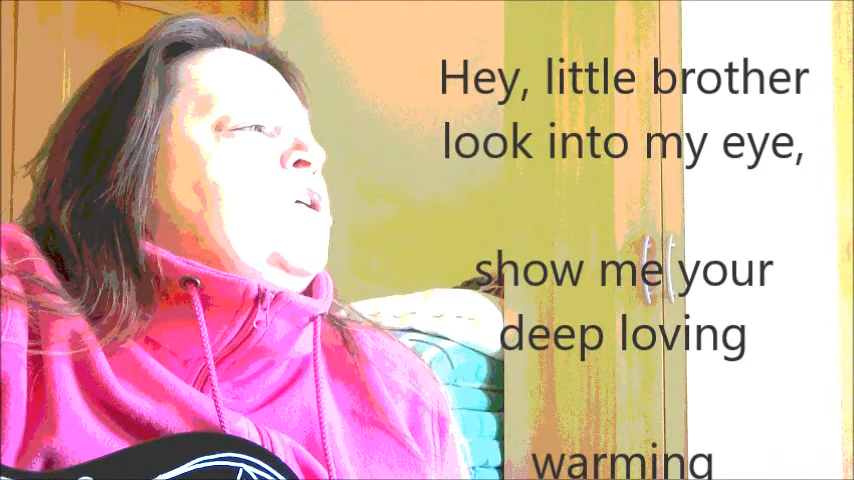 Hey, little brother
look into my eye,
show me your
deep loving
warming